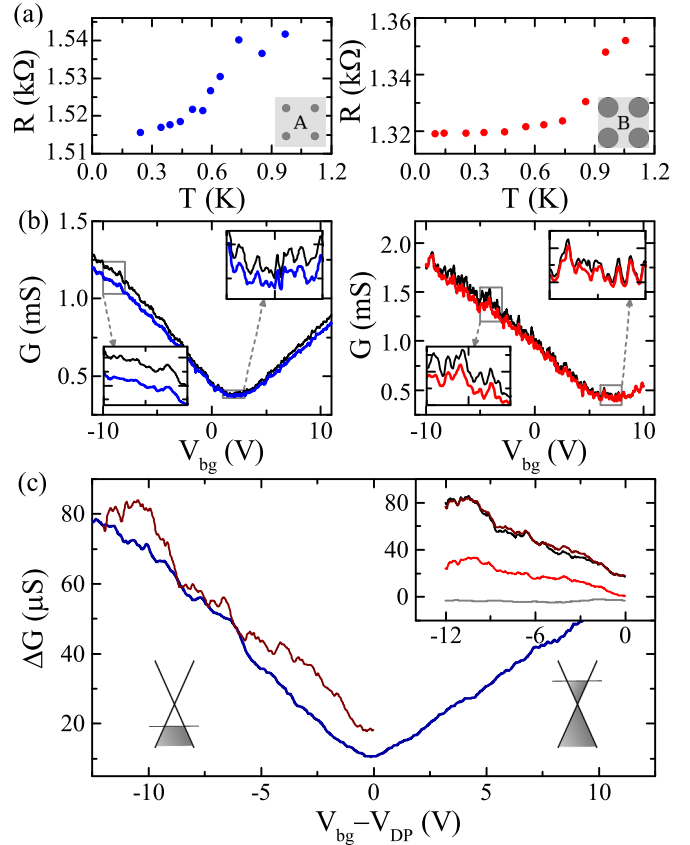 (a)
1.54
1.53
1.52
1.51
R (kΩ)
0.0 0.3 0.6 0.9 1.2
T (K)
A
1.36
1.34
1.32
R (kΩ)
0.0 0.3 0.6 0.9 1.2
T (K)
B
(b)
1.5
1.0
0.5
G (mS)
-10 -5 0 5 10
V_bg (V)
2.0
1.5
1.0
0.5
G (mS)
-10 -5 0 5 10
V_bg (V)
(c)
80
60
40
20
ΔG (μS)
-10 -5 0 5 10
V_bg−V_DP (V)
80
40
0
-12 -6 0